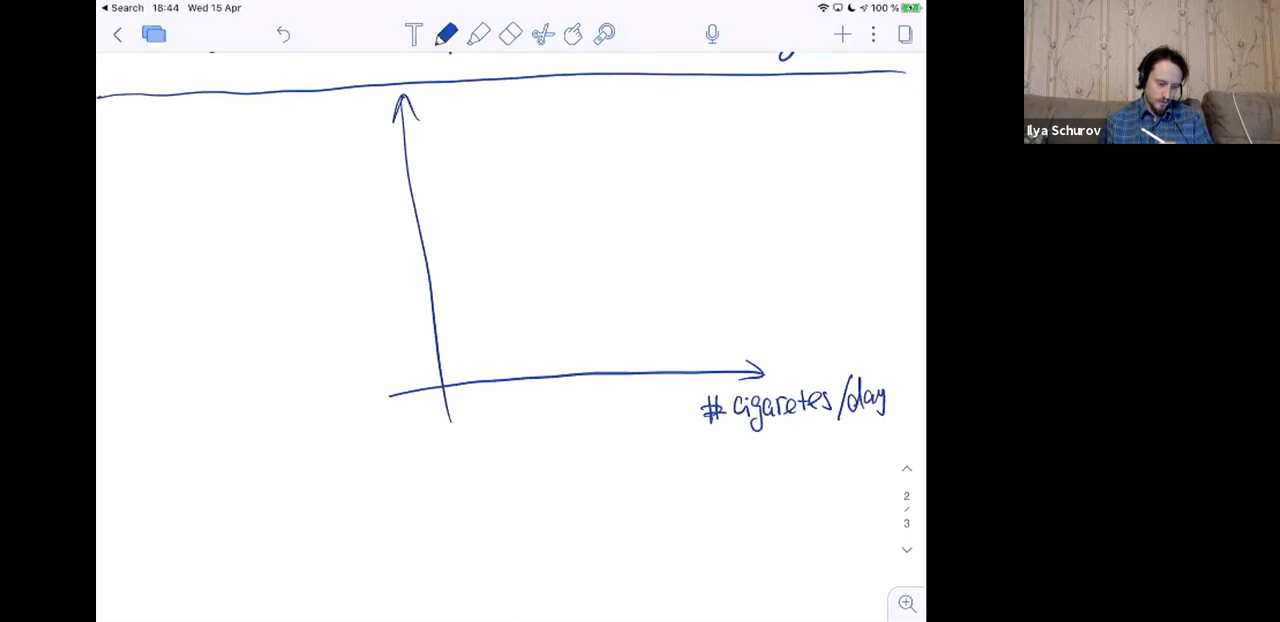 Search 18:44 Wed 15 Apr 100 %
T
Ilya Schurov
# cigaretes/day
2
/
3